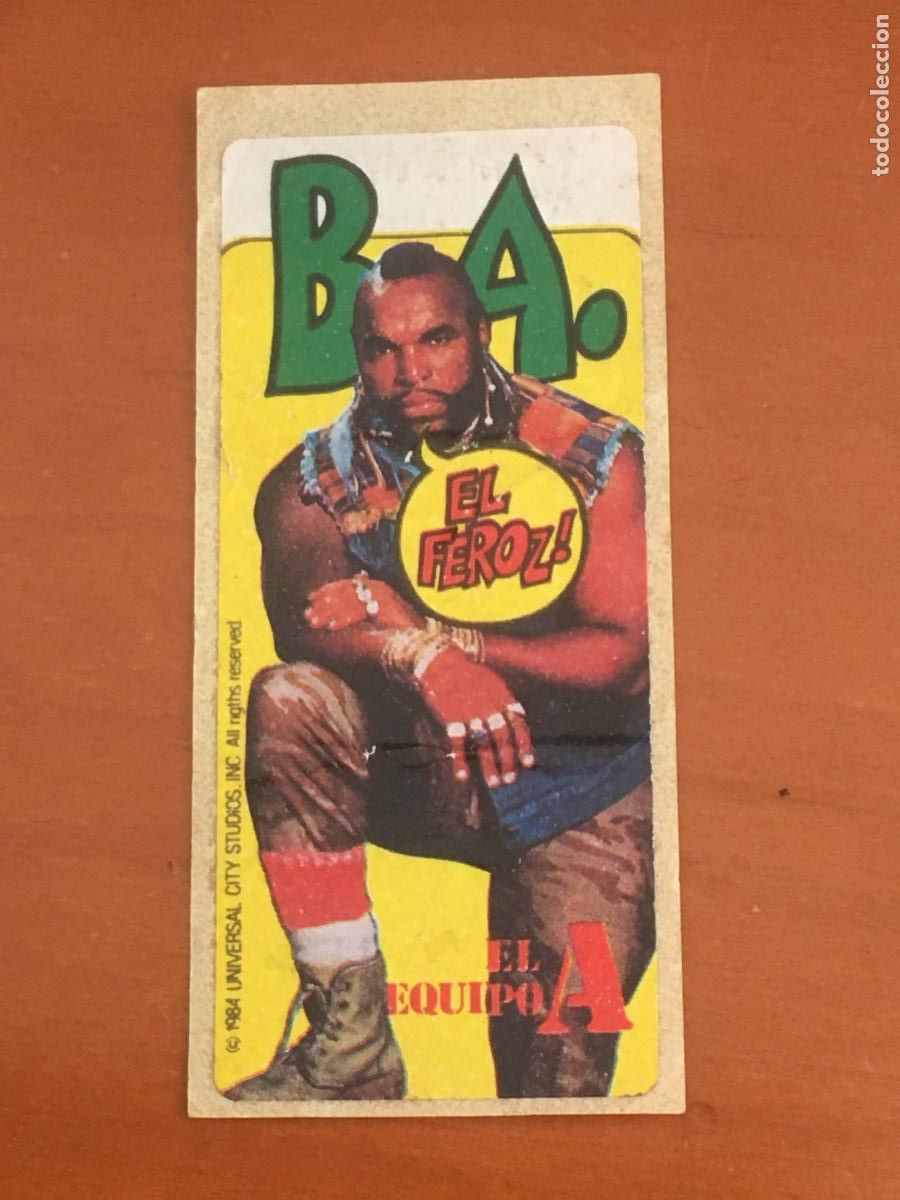 todocoleccion
B.A.
EL
FEROZ!
(c) 1984 UNIVERSAL CITY STUDIOS, INC. All rigths reserved
EL
EQUIPO A